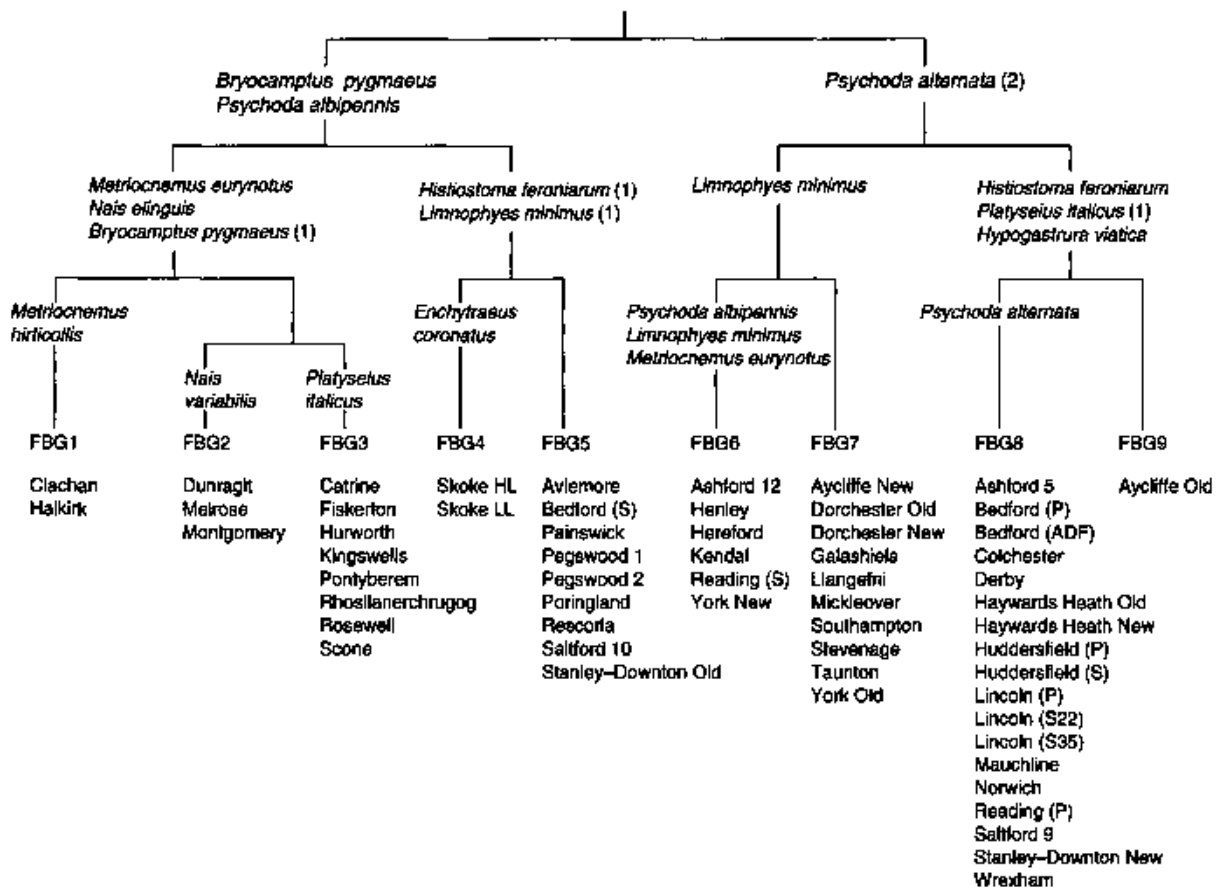 Bryocamptus pygmaeus
Psychoda albipennis
Psychoda alternata (2)
Metriocnemus eurynotus
Nais elinguis
Bryocamptus pygmaeus (1)
Histiostoma feroniarum (1)
Limnophyes minimus (1)
Limnophyes minimus
Histiostoma feroniarum
Platyseius italicus (1)
Hypogastrura viatica
Metriocnemus
hirticollis
Enchytraeus
coronatus
Psychoda albipennis
Limnophyes minimus
Metriocnemus eurynotus
Psychoda alternata
Nais
variabilis
Platyseius
italicus
FBG1
Clachan
Halkirk
FBG2
Dunragit
Melrose
Montgomery
FBG3
Catrine
Fiskerton
Hurworth
Kingswells
Pontyberem
Rhosllanerchrugog
Rosewell
Scone
FBG4
Skoke HL
Skoke LL
FBG5
Aviemore
Bedford (S)
Painswick
Pegswood 1
Pegswood 2
Poringland
Rescorla
Saltford 10
Stanley–Downton Old
FBG6
Ashford 12
Henley
Hereford
Kendal
Reading (S)
York New
FBG7
Aycliffe New
Dorchester Old
Dorchester New
Galashiels
Llangefni
Mickleover
Southampton
Stevenage
Taunton
York Old
FBG8
Ashford 5
Bedford (P)
Bedford (ADF)
Colchester
Derby
Haywards Heath Old
Haywards Heath New
Huddersfield (P)
Huddersfield (S)
Lincoln (P)
Lincoln (S22)
Lincoln (S35)
Mauchline
Norwich
Reading (P)
Saltford 9
Stanley–Downton New
Wrexham
FBG9
Aycliffe Old